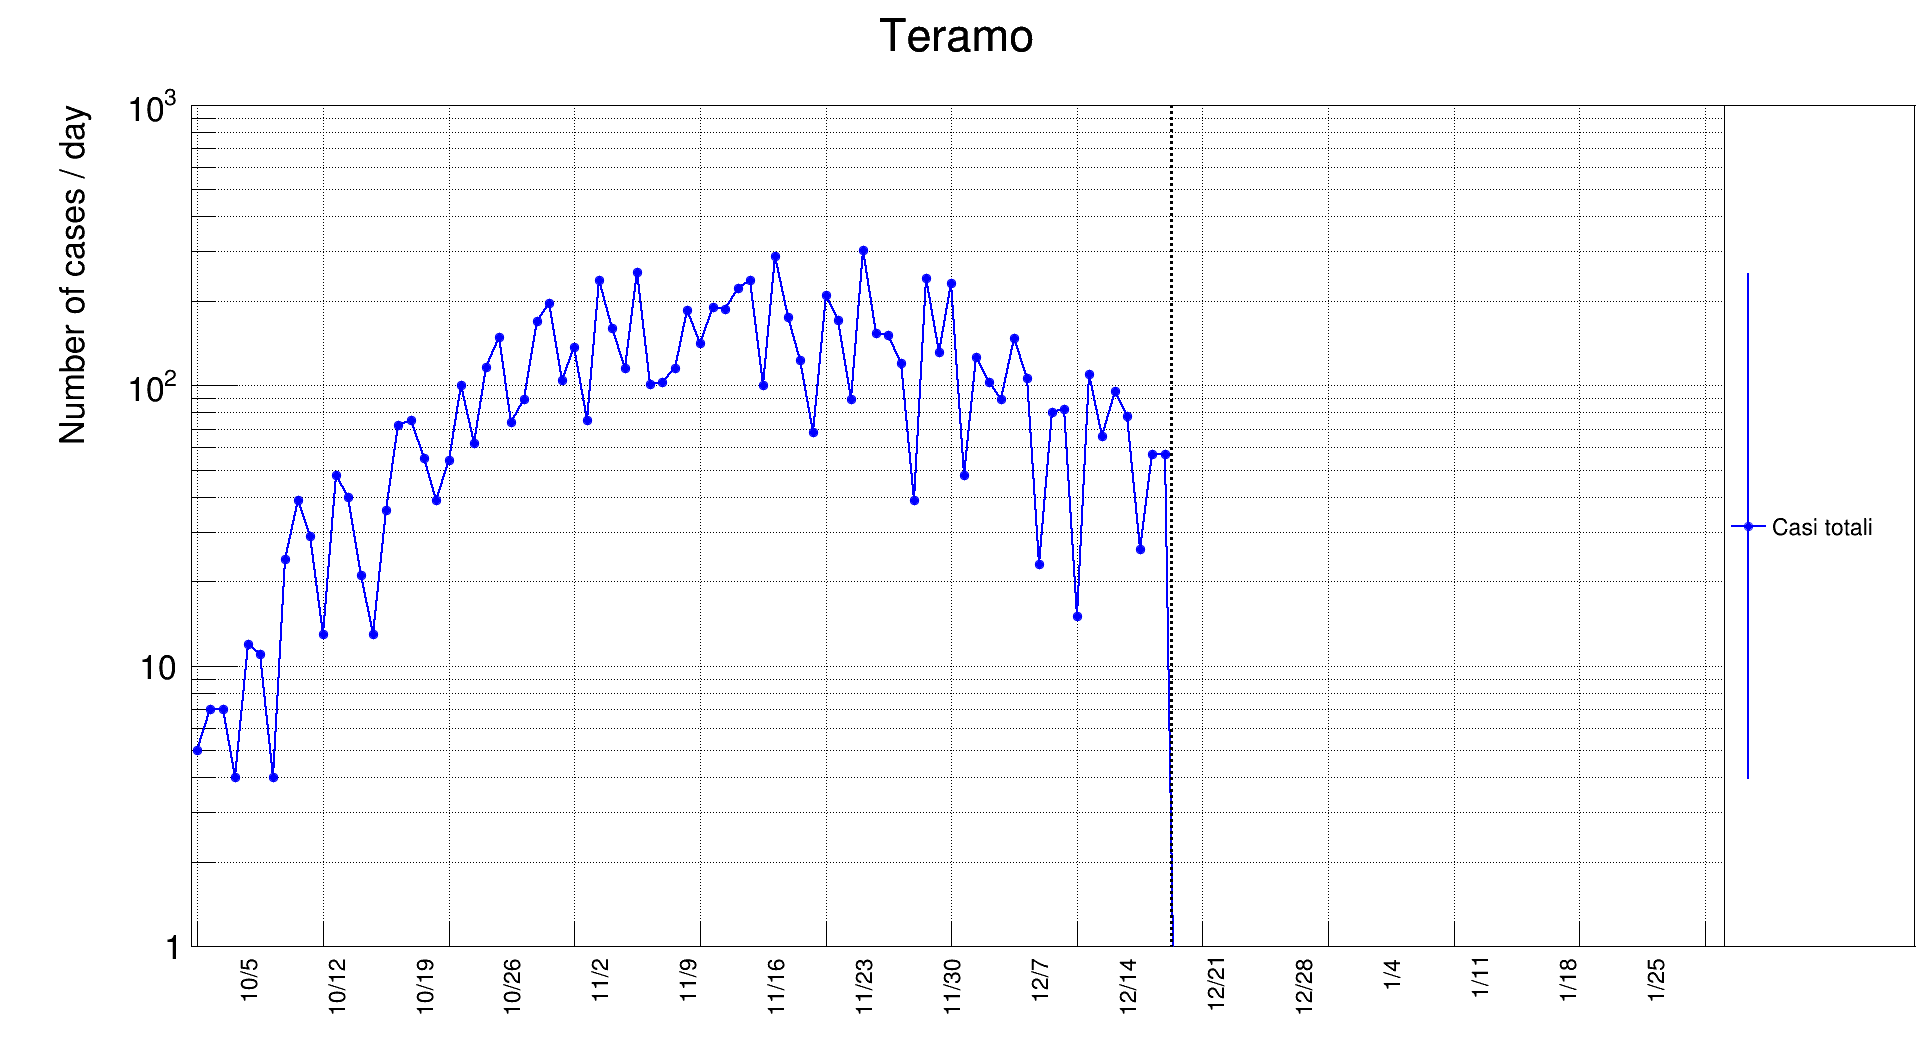 Teramo
Number of cases / day
10³
10²
10
1
10/5 10/12 10/19 10/26 11/2 11/9 11/16 11/23 11/30 12/7 12/14 12/21 12/28 1/4 1/11 1/18 1/25
Casi totali